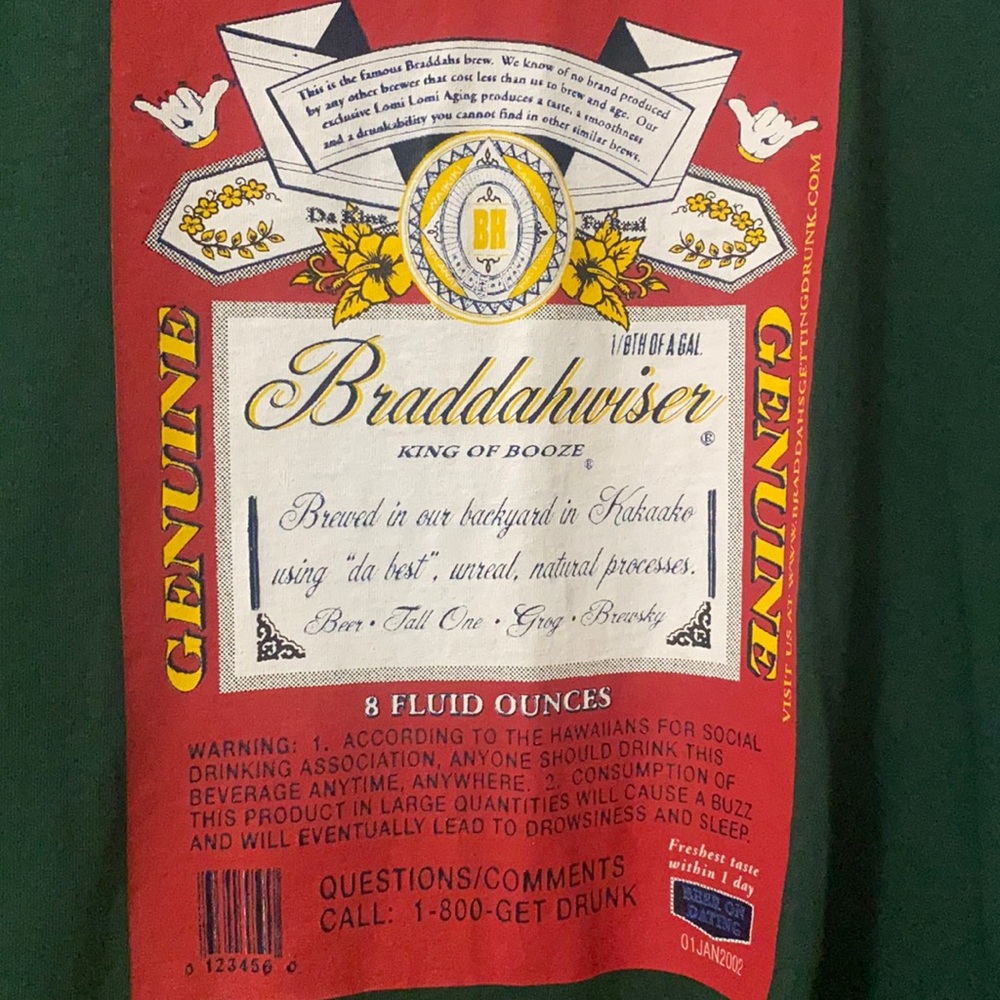 This is the famous Braddahs brew. We know of no brand produced
by any other brewer that cost less than us to brew and age. Our
exclusive Lomi Lomi Aging produces a taste, a smoothness
and a drunkability you cannot find in other similar brews.
Da King
Fo Real
BH
1/8TH OF A GAL.
Braddahwiser®
KING OF BOOZE®
Brewed in our backyard in Kakaako
using "da best", unreal, natural processes.
Beer • Tall One • Grog • Brewsky
GENUINE
GENUINE
VISIT US AT WWW.BRADDAHSGETTINGDRUNK.COM
8 FLUID OUNCES
WARNING: 1. ACCORDING TO THE HAWAIIANS FOR SOCIAL
DRINKING ASSOCIATION, ANYONE SHOULD DRINK THIS
BEVERAGE ANYTIME, ANYWHERE. 2. CONSUMPTION OF
THIS PRODUCT IN LARGE QUANTITIES WILL CAUSE A BUZZ
AND WILL EVENTUALLY LEAD TO DROWSINESS AND SLEEP.
QUESTIONS/COMMENTS
CALL: 1-800-GET DRUNK
Freshest taste
within 1 day
BEER ON
DATING
01JAN2002
0 123456 0